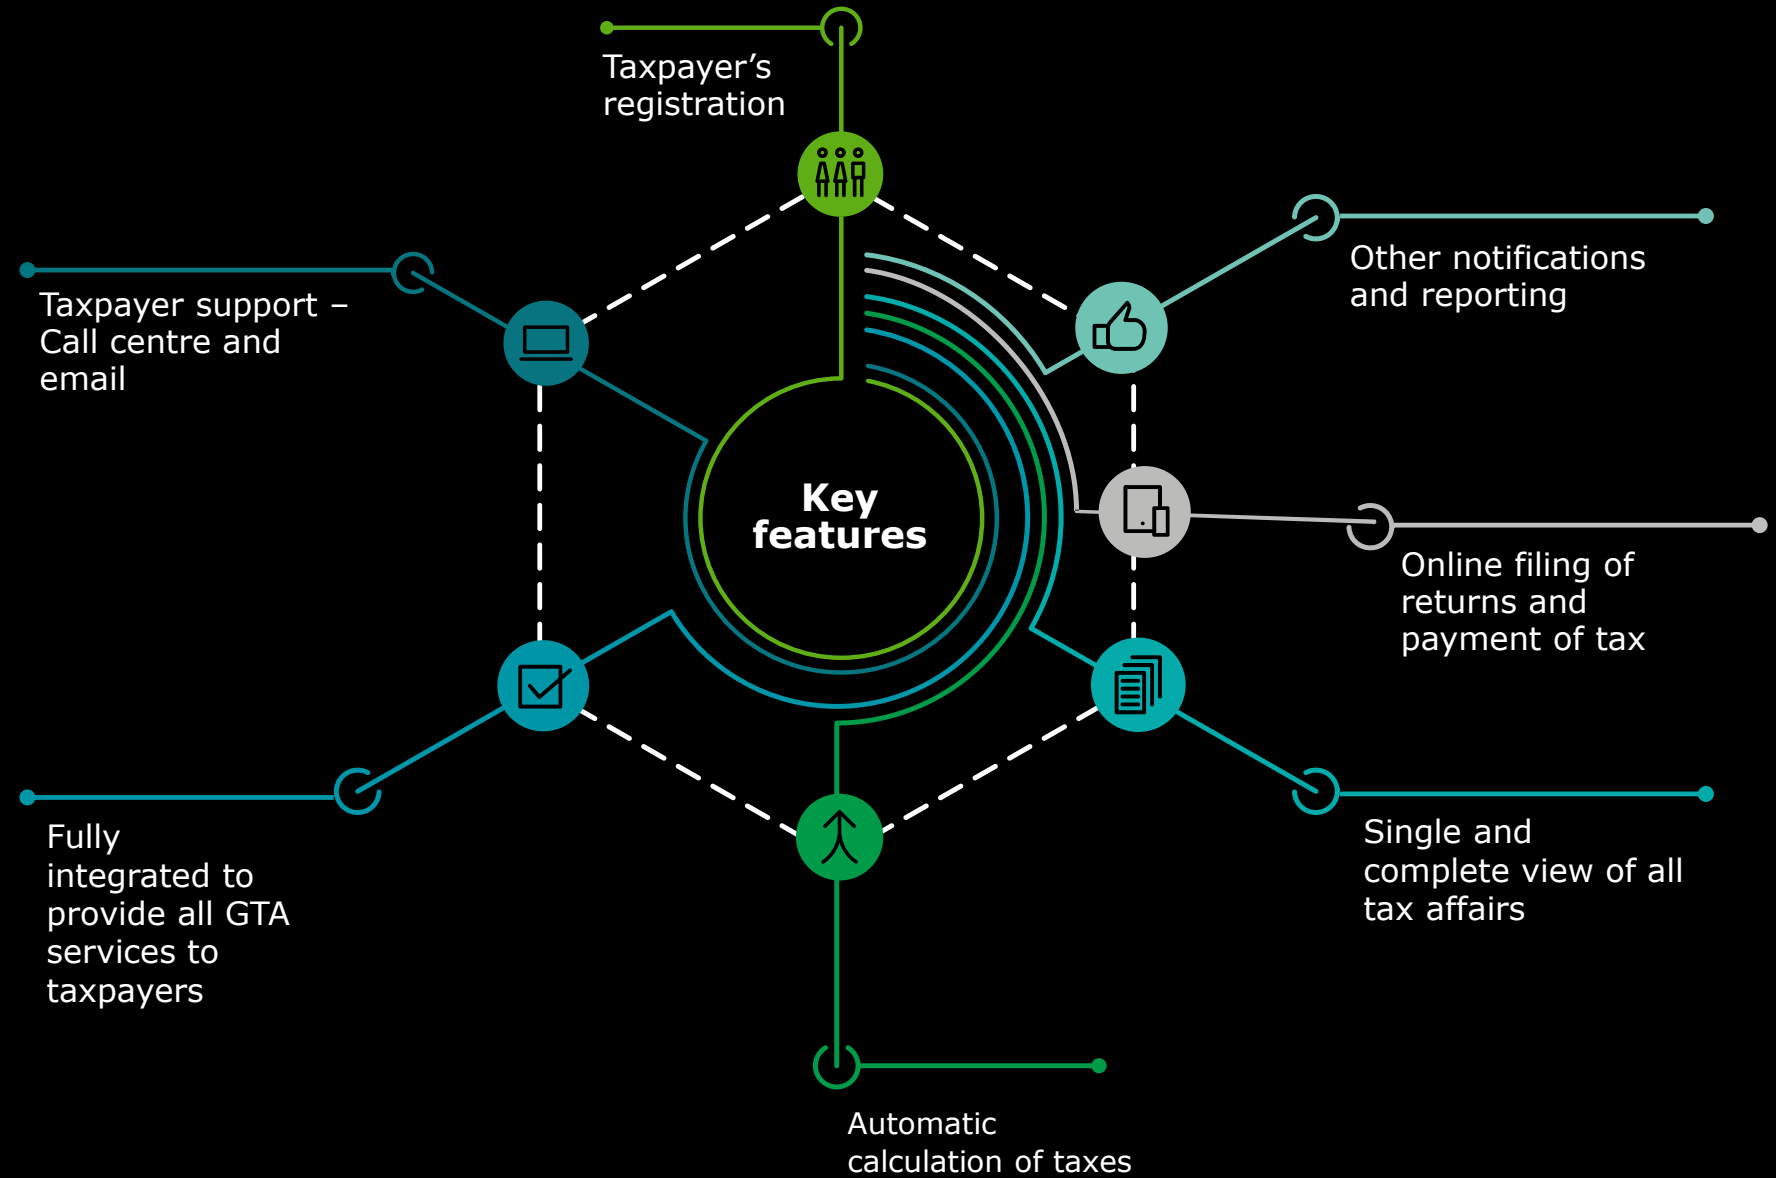 Taxpayer’s
registration
Other notifications
and reporting
Taxpayer support –
Call centre and
email
Key
features
Online filing of
returns and
payment of tax
Fully
integrated to
provide all GTA
services to
taxpayers
Single and
complete view of all
tax affairs
Automatic
calculation of taxes